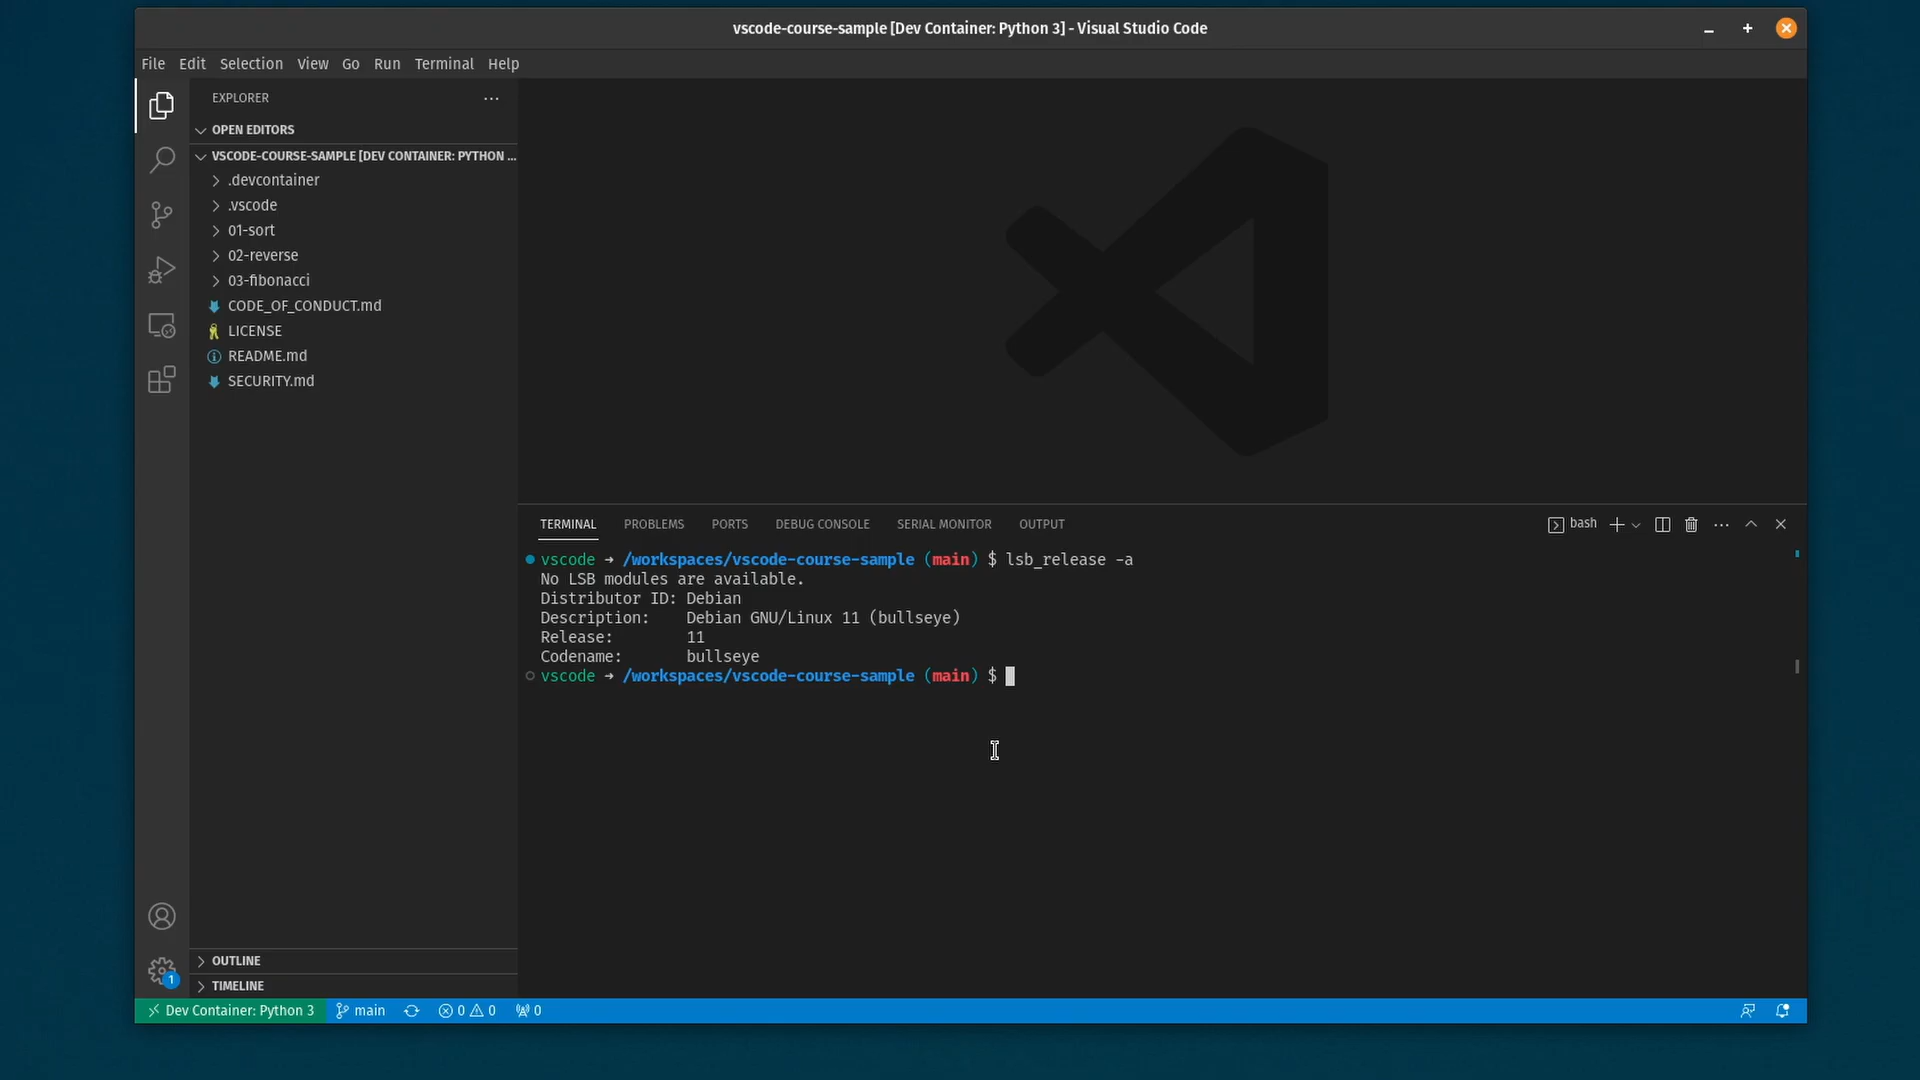 vscode-course-sample [Dev Container: Python 3] - Visual Studio Code
File Edit Selection View Go Run Terminal Help
EXPLORER
OPEN EDITORS
VSCODE-COURSE-SAMPLE [DEV CONTAINER: PYTHON ...
.devcontainer
.vscode
01-sort
02-reverse
03-fibonacci
CODE_OF_CONDUCT.md
LICENSE
README.md
SECURITY.md
TERMINAL PROBLEMS PORTS DEBUG CONSOLE SERIAL MONITOR OUTPUT bash
vscode ➜ /workspaces/vscode-course-sample (main) $ lsb_release -a
No LSB modules are available.
Distributor ID: Debian
Description: Debian GNU/Linux 11 (bullseye)
Release: 11
Codename: bullseye
vscode ➜ /workspaces/vscode-course-sample (main) $
1
OUTLINE
TIMELINE
Dev Container: Python 3 main 0 0 0